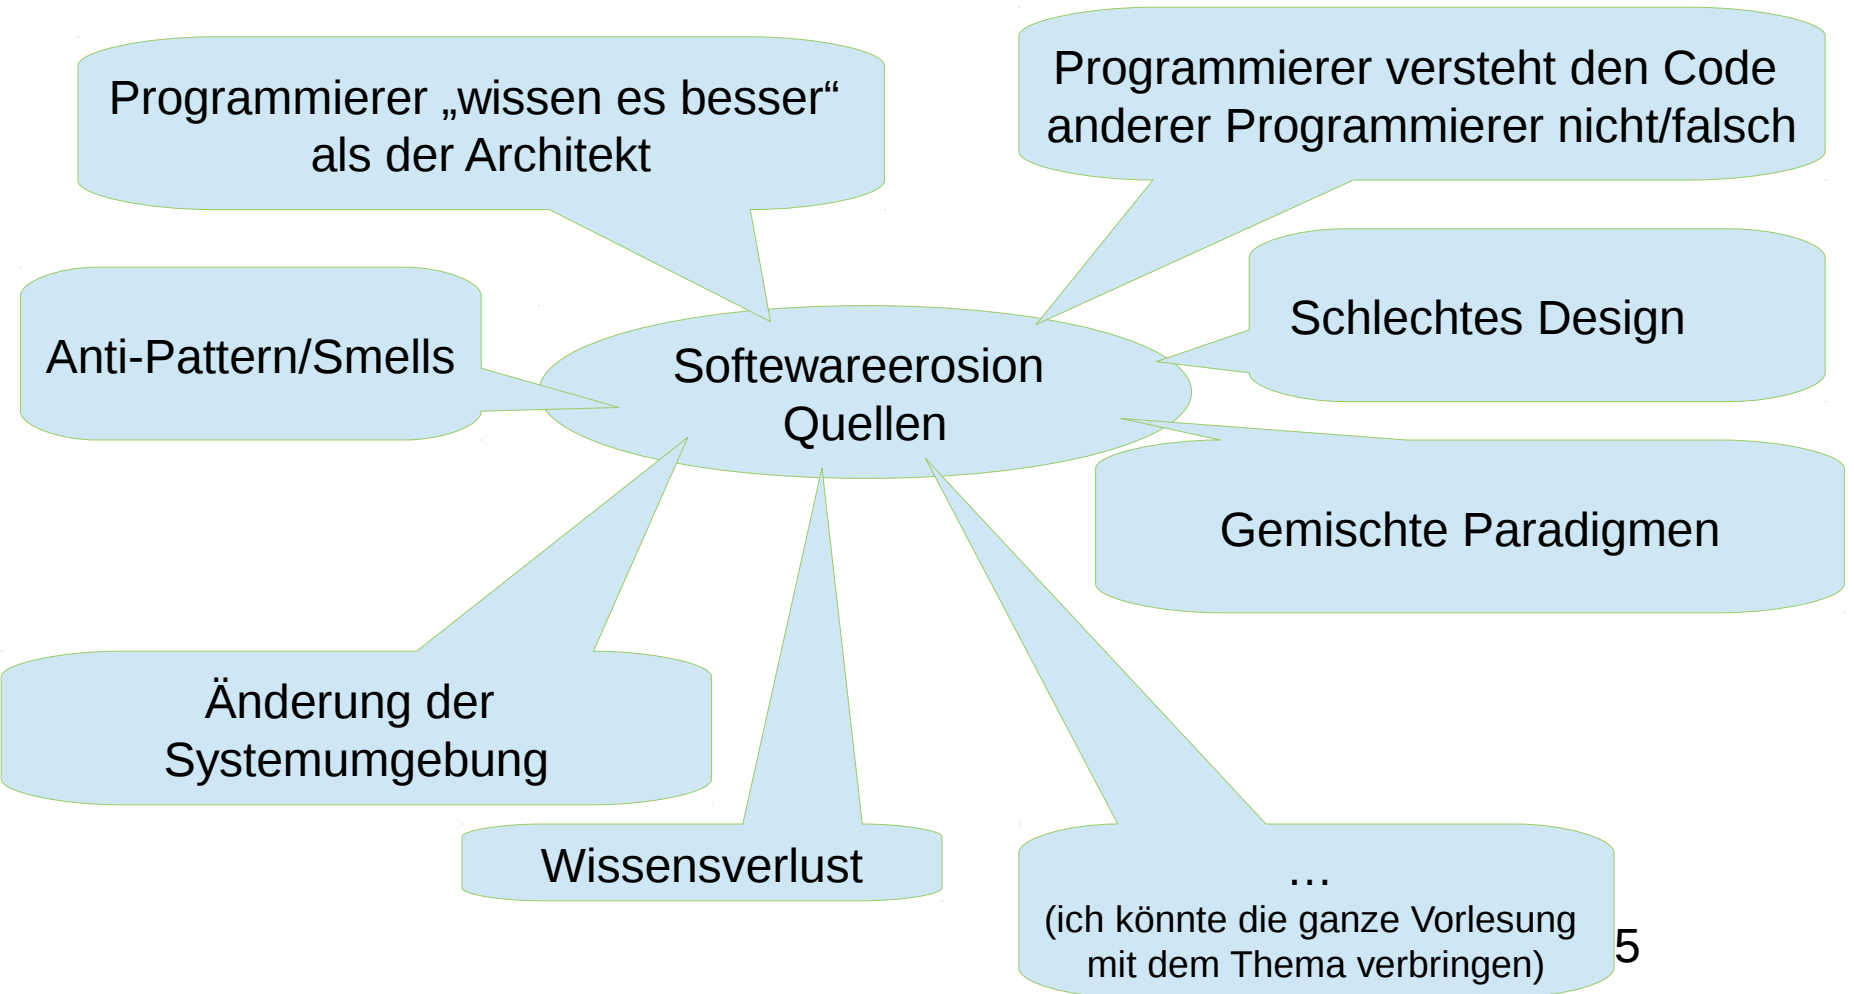 Programmierer „wissen es besser“
als der Architekt
Programmierer versteht den Code
anderer Programmierer nicht/falsch
Anti-Pattern/Smells
Softewareerosion
Quellen
Schlechtes Design
Gemischte Paradigmen
Änderung der
Systemumgebung
Wissensverlust
…
(ich könnte die ganze Vorlesung
mit dem Thema verbringen)
5